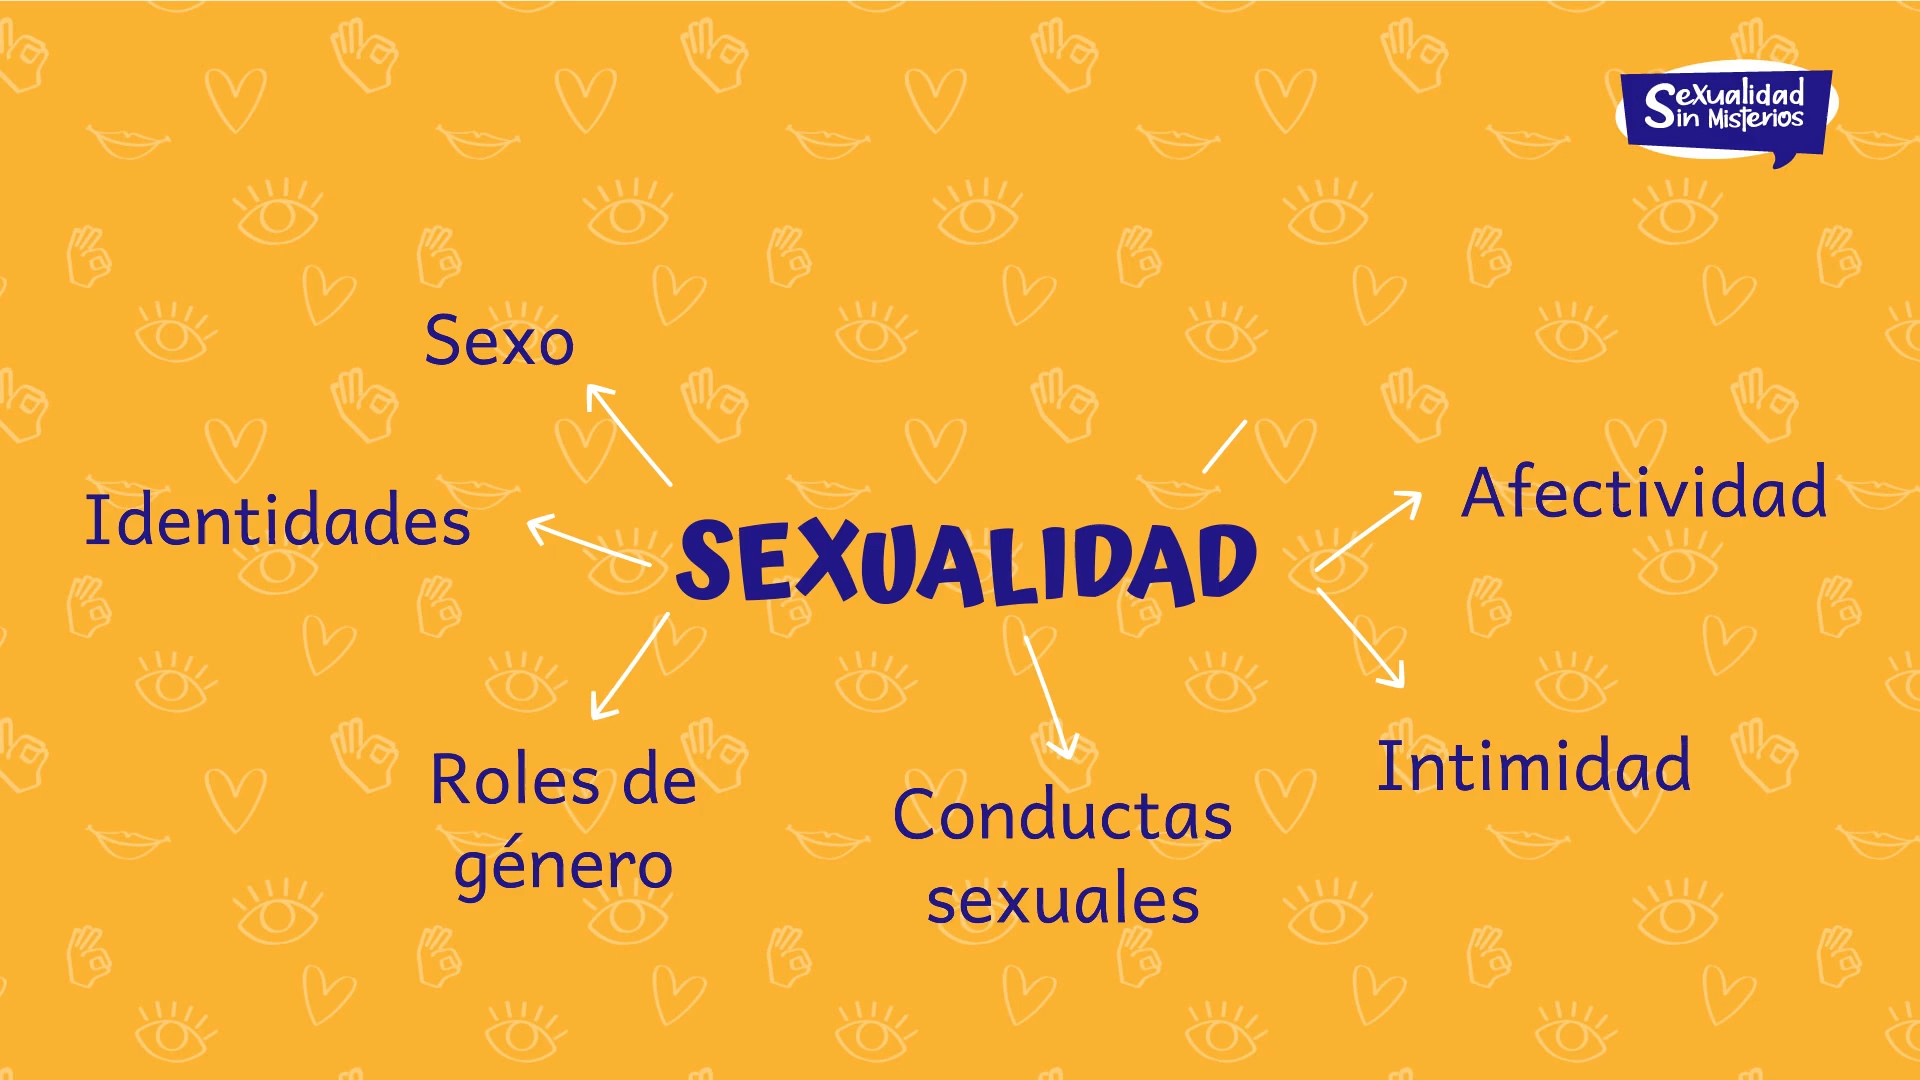 Sexualidad
Sin Misterios
Sexo
Identidades
Afectividad
SEXUALIDAD
Roles de
género
Conductas
sexuales
Intimidad